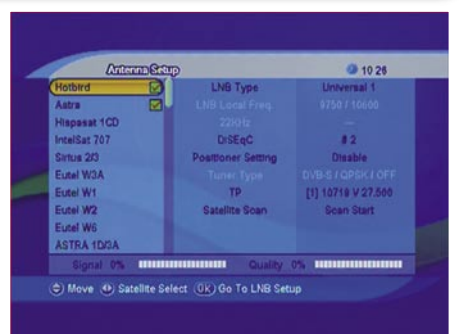 Antenna Setup 10 26
Hotbird LNB Type Universal 1
Astra LNB Local Freq. 9750 / 10600
Hispasat 1CD 22KHz ---
IntelSat 707 DiSEqC # 2
Sirius 2/3 Positioner Setting Disable
Eutel W3A Tuner Type DVB-S / QPSK / OFF
Eutel W1 TP [1] 10719 V 27.500
Eutel W2 Satellite Scan Scan Start
Eutel W6
ASTRA 1D/3A
Signal 0% Quality 0%
Move Satellite Select OK Go To LNB Setup